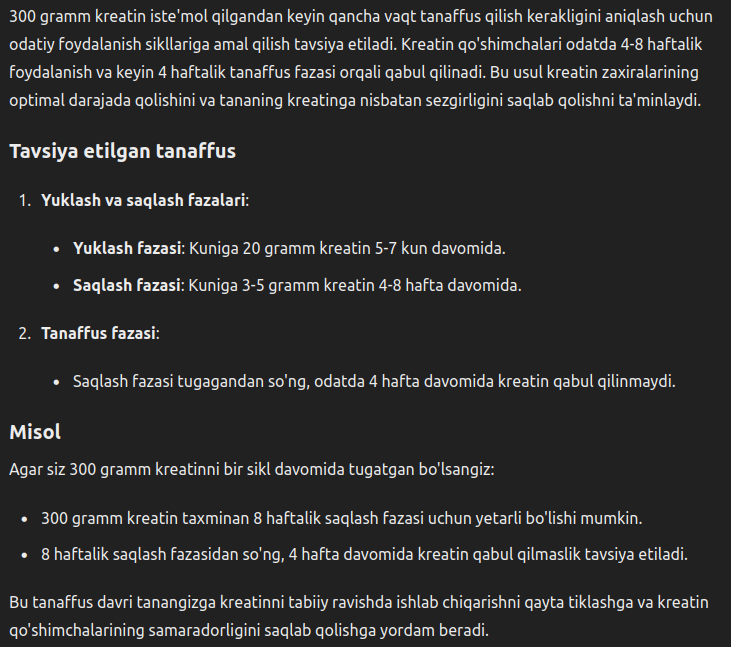 300 gramm kreatin iste'mol qilgandan keyin qancha vaqt tanaffus qilish kerakligini aniqlash uchun
odatiy foydalanish sikllariga amal qilish tavsiya etiladi. Kreatin qo'shimchalari odatda 4-8 haftalik
foydalanish va keyin 4 haftalik tanaffus fazasi orqali qabul qilinadi. Bu usul kreatin zaxiralarining
optimal darajada qolishini va tananing kreatinga nisbatan sezgirligini saqlab qolishni ta'minlaydi.
Tavsiya etilgan tanaffus
1. Yuklash va saqlash fazalari:
• Yuklash fazasi: Kuniga 20 gramm kreatin 5-7 kun davomida.
• Saqlash fazasi: Kuniga 3-5 gramm kreatin 4-8 hafta davomida.
2. Tanaffus fazasi:
• Saqlash fazasi tugagandan so'ng, odatda 4 hafta davomida kreatin qabul qilinmaydi.
Misol
Agar siz 300 gramm kreatinni bir sikl davomida tugatgan bo'lsangiz:
• 300 gramm kreatin taxminan 8 haftalik saqlash fazasi uchun yetarli bo'lishi mumkin.
• 8 haftalik saqlash fazasidan so'ng, 4 hafta davomida kreatin qabul qilmaslik tavsiya etiladi.
Bu tanaffus davri tanangizga kreatinni tabiiy ravishda ishlab chiqarishni qayta tiklashga va kreatin
qo'shimchalarining samaradorligini saqlab qolishga yordam beradi.